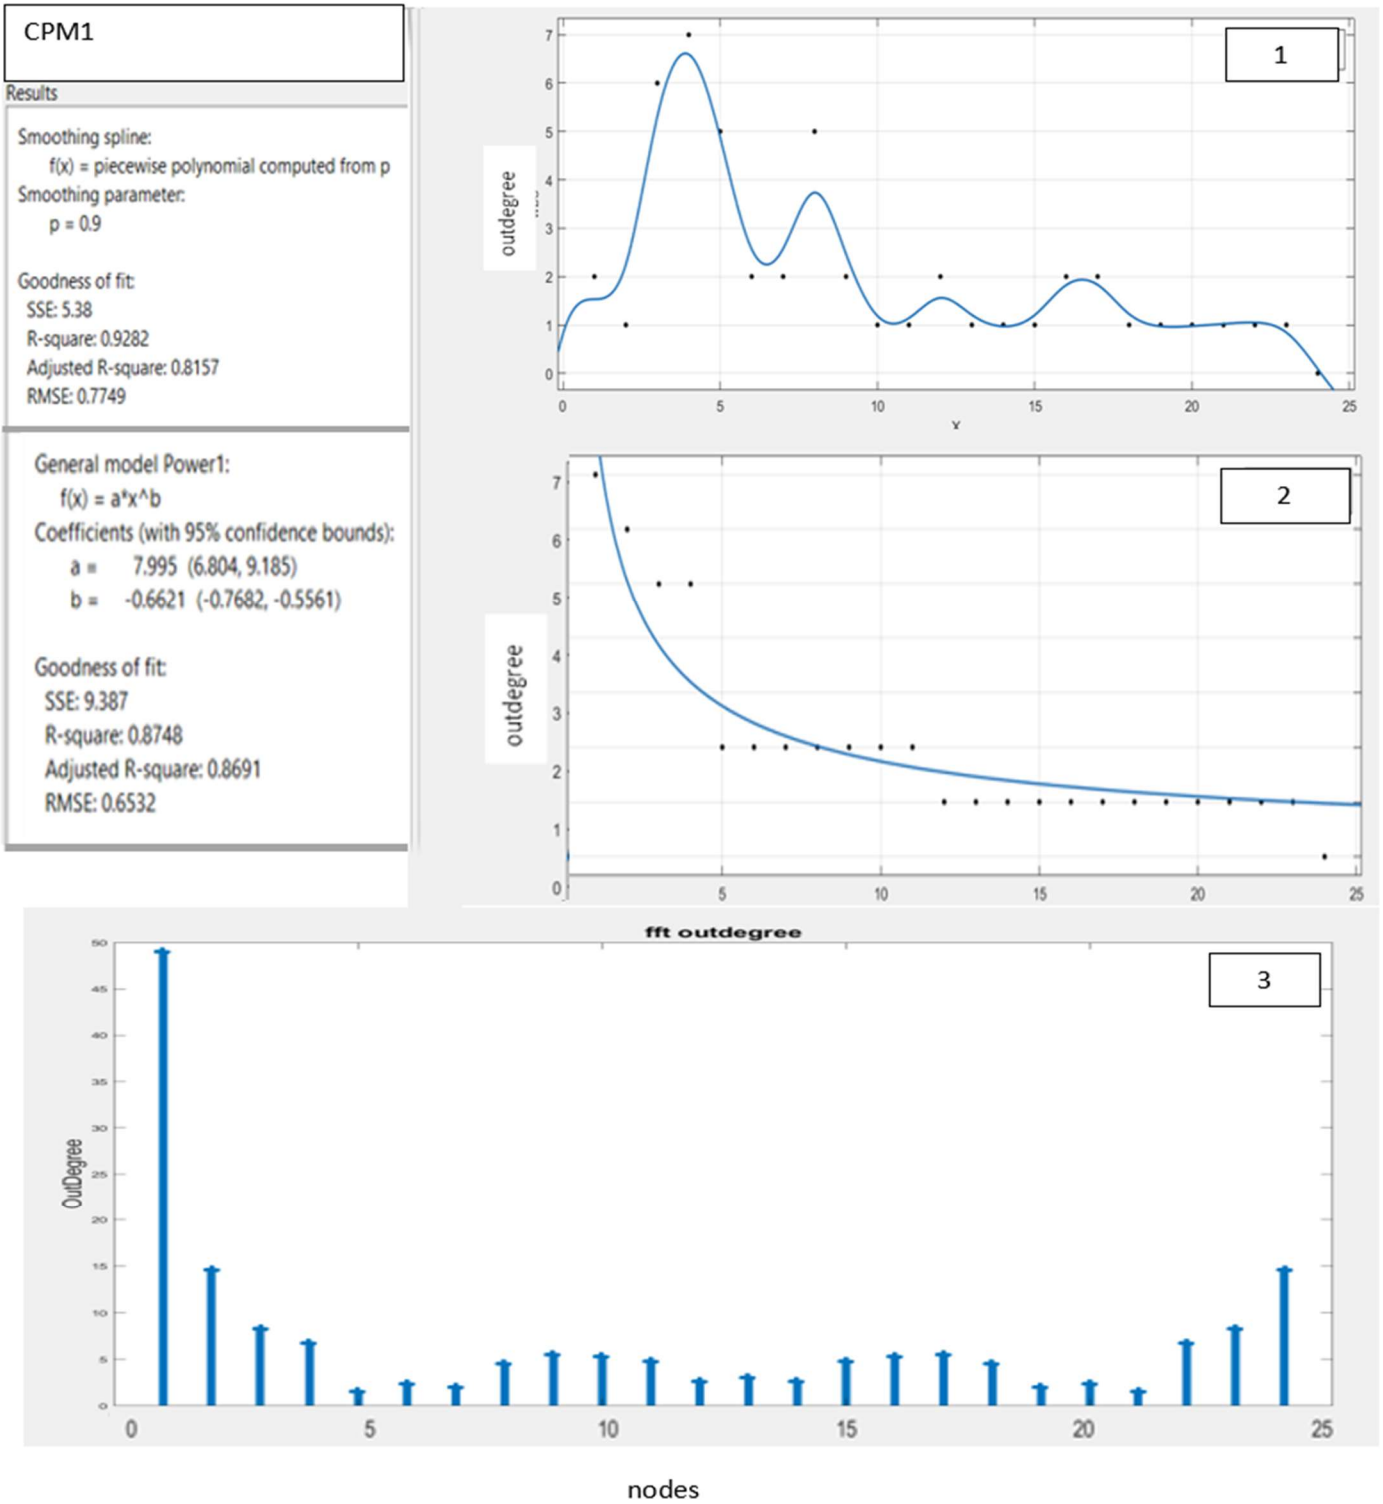 CPM1
Results
Smoothing spline:
f(x) = piecewise polynomial computed from p
Smoothing parameter:
p = 0.9
Goodness of fit:
SSE: 5.38
R-square: 0.9282
Adjusted R-square: 0.8157
RMSE: 0.7749
General model Power1:
f(x) = a*x^b
Coefficients (with 95% confidence bounds):
a = 7.995 (6.804, 9.185)
b = -0.6621 (-0.7682, -0.5561)
Goodness of fit:
SSE: 9.387
R-square: 0.8748
Adjusted R-square: 0.8691
RMSE: 0.6532
1
outdegree
7
6
5
4
3
2
1
0
0 5 10 15 20 25
2
outdegree
7
6
5
4
3
2
1
0
5 10 15 20 25
fft outdegree
3
OutDegree
50
45
40
35
30
25
20
15
10
5
0
0 5 10 15 20 25
nodes